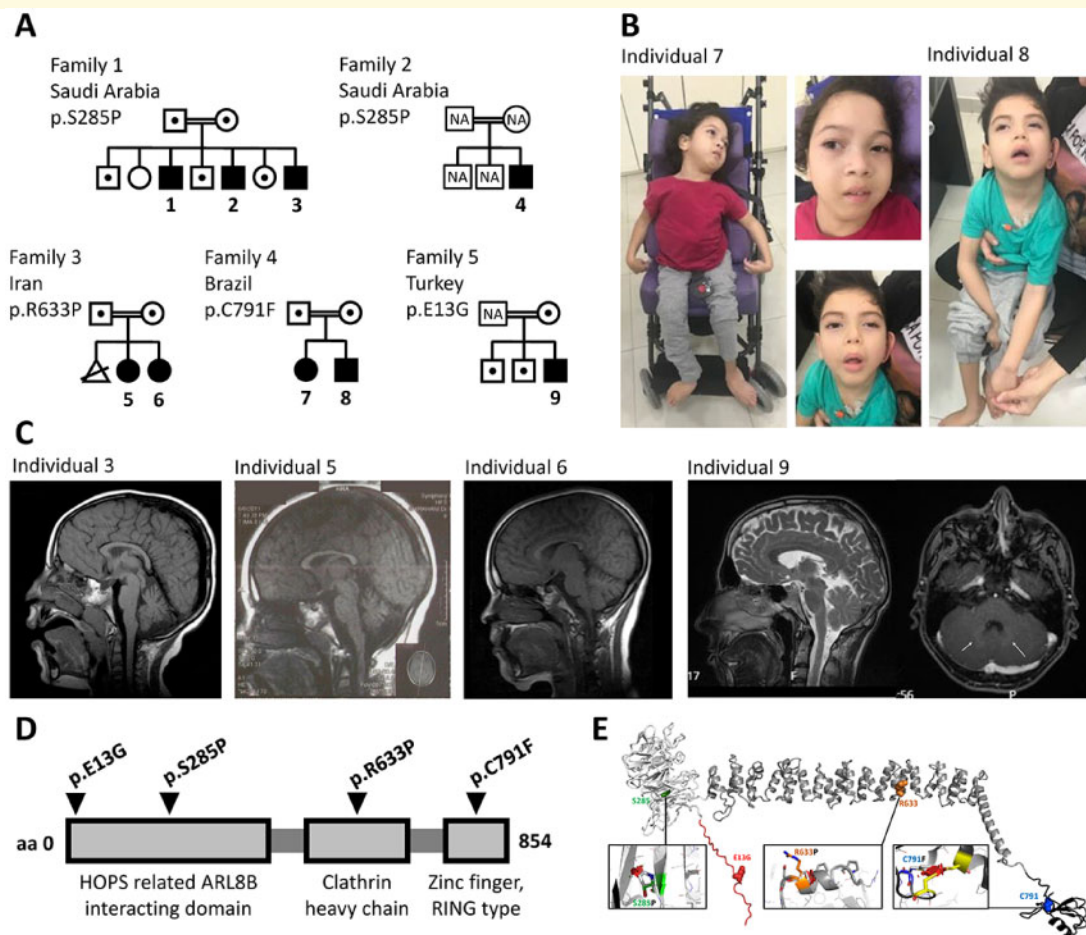 A
Family 1
Saudi Arabia
p.S285P
1
2
3
Family 2
Saudi Arabia
p.S285P
NA
NA
NA
NA
4
Family 3
Iran
p.R633P
5
6
Family 4
Brazil
p.C791F
7
8
Family 5
Turkey
p.E13G
NA
9
B
Individual 7
Individual 8
C
Individual 3
Individual 5
Individual 6
Individual 9
17
F
-56
P
D
p.E13G
p.S285P
p.R633P
p.C791F
aa 0
854
HOPS related ARL8B
interacting domain
Clathrin
heavy chain
Zinc finger,
RING type
E
S285
R633
E13G
S285P
R633P
C791F
C791